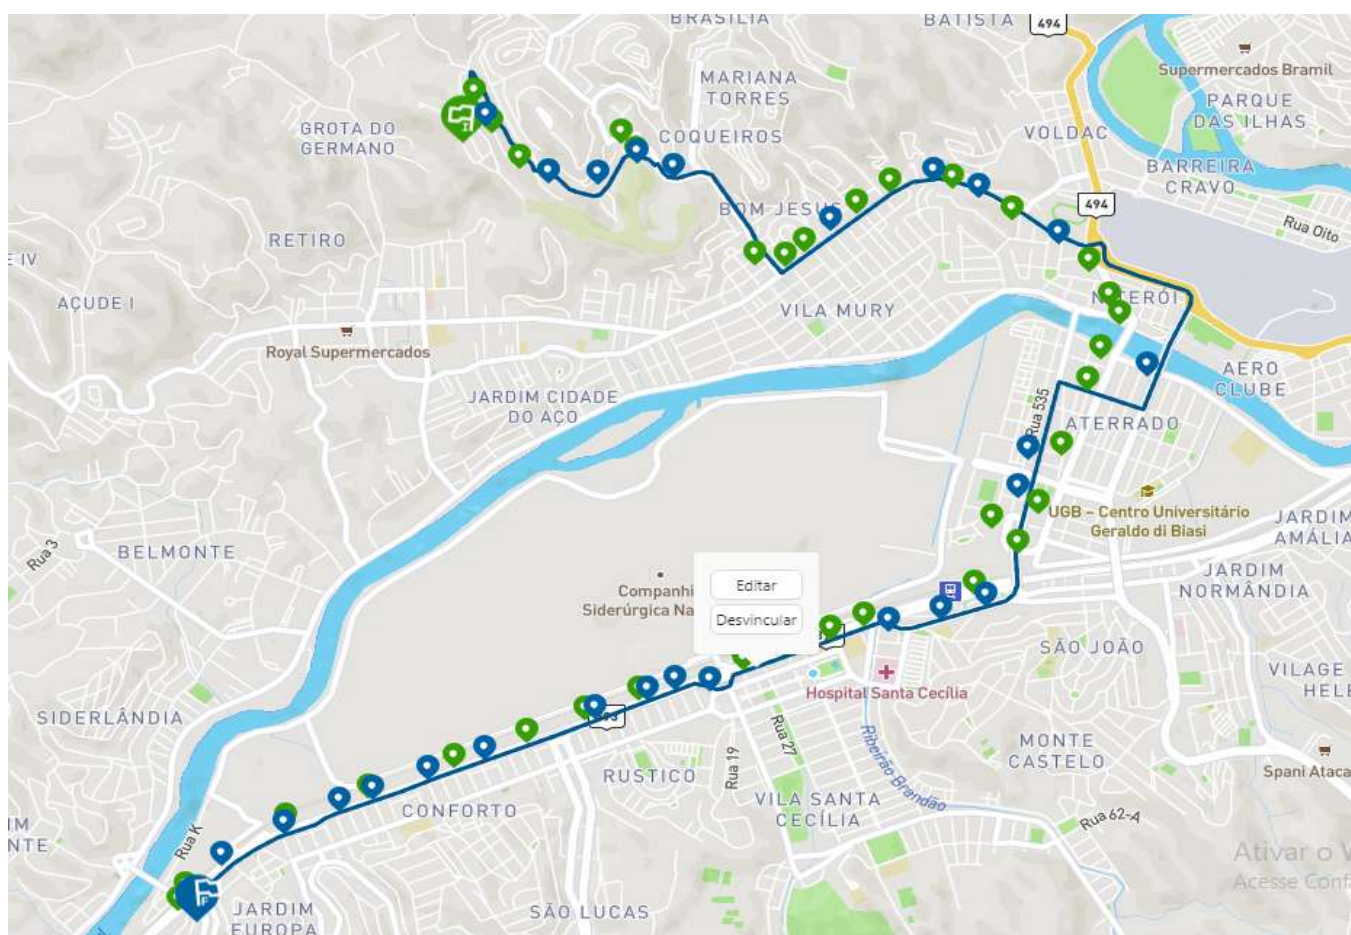 BRASÍLIA
BATISTA
494
Supermercados Bramil
MARIANA
TORRES
PARQUE
DAS ILHAS
GROTA DO
GERMANO
COQUEIROS
VOLDAC
BARREIRA
CRAVO
494
BOM JESUS
Rua Oito
RETIRO
E IV
AÇUDE I
NITERÓI
VILA MURY
Royal Supermercados
AERO
CLUBE
JARDIM CIDADE
DO AÇO
Rua 535
ATERRADO
UGB – Centro Universitário
Geraldo di Biasi
JARDIM
AMÁLIA
Rua 3
BELMONTE
JARDIM
NORMÂNDIA
Editar
Companhi
Siderúrgica Na
Desvincular
SÃO JOÃO
VILAGE
HELE
Hospital Santa Cecília
SIDERLÂNDIA
Rua 19
Rua 27
Ribeirão Brandão
MONTE
CASTELO
Spani Ataca
RUSTICO
CONFORTO
VILA SANTA
CECÍLIA
Rua 62-A
IM
NTE
Rua K
Ativar o
Acesse Conf
I
F
JARDIM
EUROPA
SÃO LUCAS